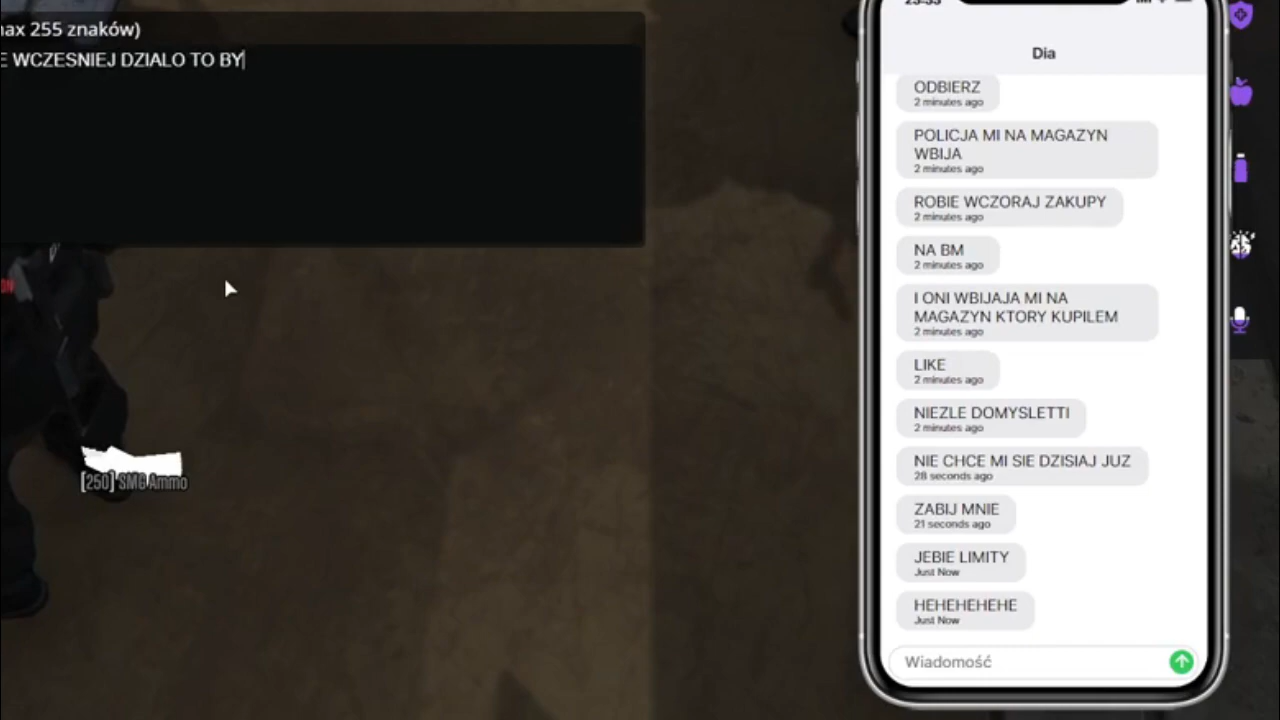 max 255 znaków)
E WCZESNIEJ DZIALO TO BY
[250] SMG Ammo
23:33
Dia
ODBIERZ
2 minutes ago
POLICJA MI NA MAGAZYN
WBIJA
2 minutes ago
ROBIE WCZORAJ ZAKUPY
2 minutes ago
NA BM
2 minutes ago
I ONI WBIJAJA MI NA
MAGAZYN KTORY KUPILEM
2 minutes ago
LIKE
2 minutes ago
NIEZLE DOMYSLETTI
2 minutes ago
NIE CHCE MI SIE DZISIAJ JUZ
28 seconds ago
ZABIJ MNIE
21 seconds ago
JEBIE LIMITY
Just Now
HEHEHEHEHE
Just Now
Wiadomość